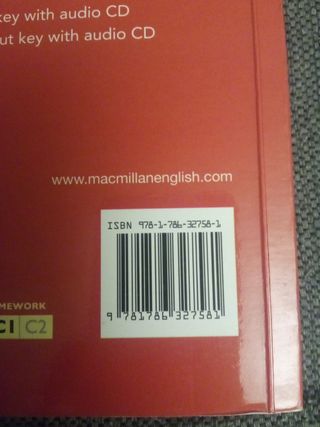 key with audio CD
ut key with audio CD
www.macmillanenglish.com
ISBN 978-1-786-32758-1
9 781786 327581
MEWORK
C1 C2